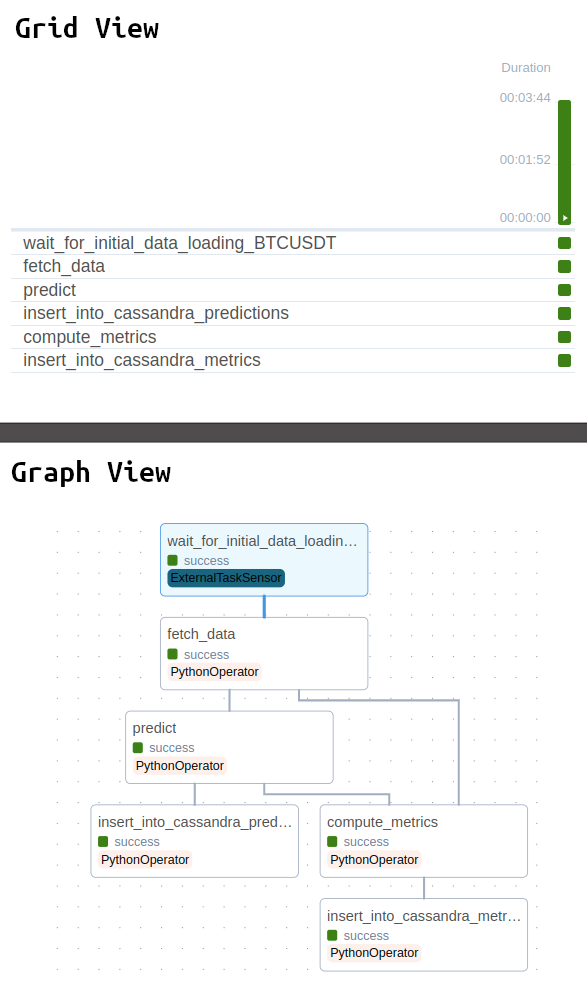 Grid View
Duration
00:03:44
00:01:52
00:00:00
wait_for_initial_data_loading_BTCUSDT
fetch_data
predict
insert_into_cassandra_predictions
compute_metrics
insert_into_cassandra_metrics
Graph View
wait_for_initial_data_loadin…
success
ExternalTaskSensor
fetch_data
success
PythonOperator
predict
success
PythonOperator
insert_into_cassandra_pred…
success
PythonOperator
compute_metrics
success
PythonOperator
insert_into_cassandra_metr…
success
PythonOperator